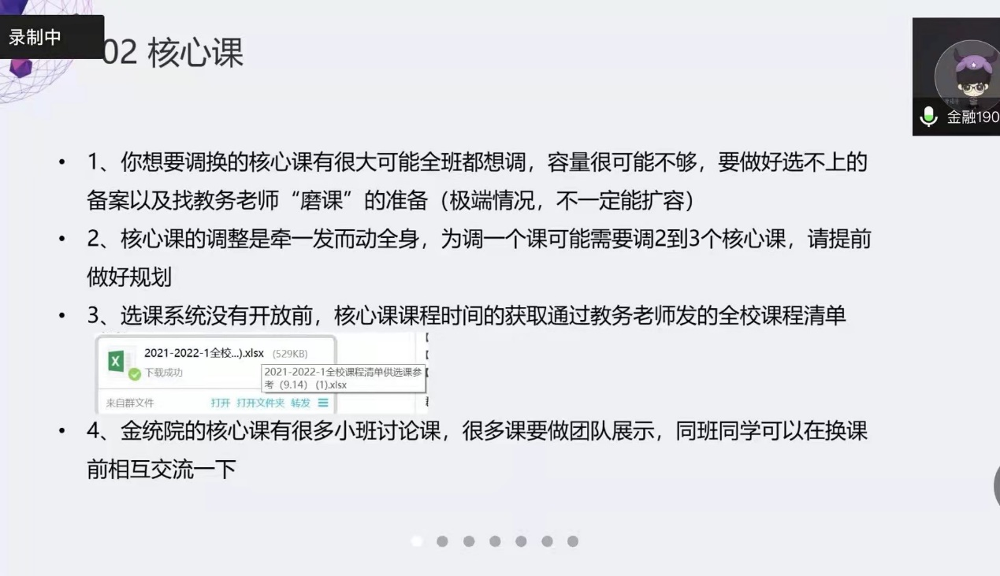 录制中
02 核心课
金融190
• 1、你想要调换的核心课有很大可能全班都想调，容量很可能不够，要做好选不上的
备案以及找教务老师“磨课”的准备（极端情况，不一定能扩容）
• 2、核心课的调整是牵一发而动全身，为调一个课可能需要调2到3个核心课，请提前
做好规划
• 3、选课系统没有开放前，核心课课程时间的获取通过教务老师发的全校课程清单
2021-2022-1全校...).xlsx (529KB)
下载成功
2021-2022-1全校课程清单供选课参
考（9.14） (1).xlsx
来自群文件 打开 打开文件夹 转发
• 4、金统院的核心课有很多小班讨论课，很多课要做团队展示，同班同学可以在换课
前相互交流一下